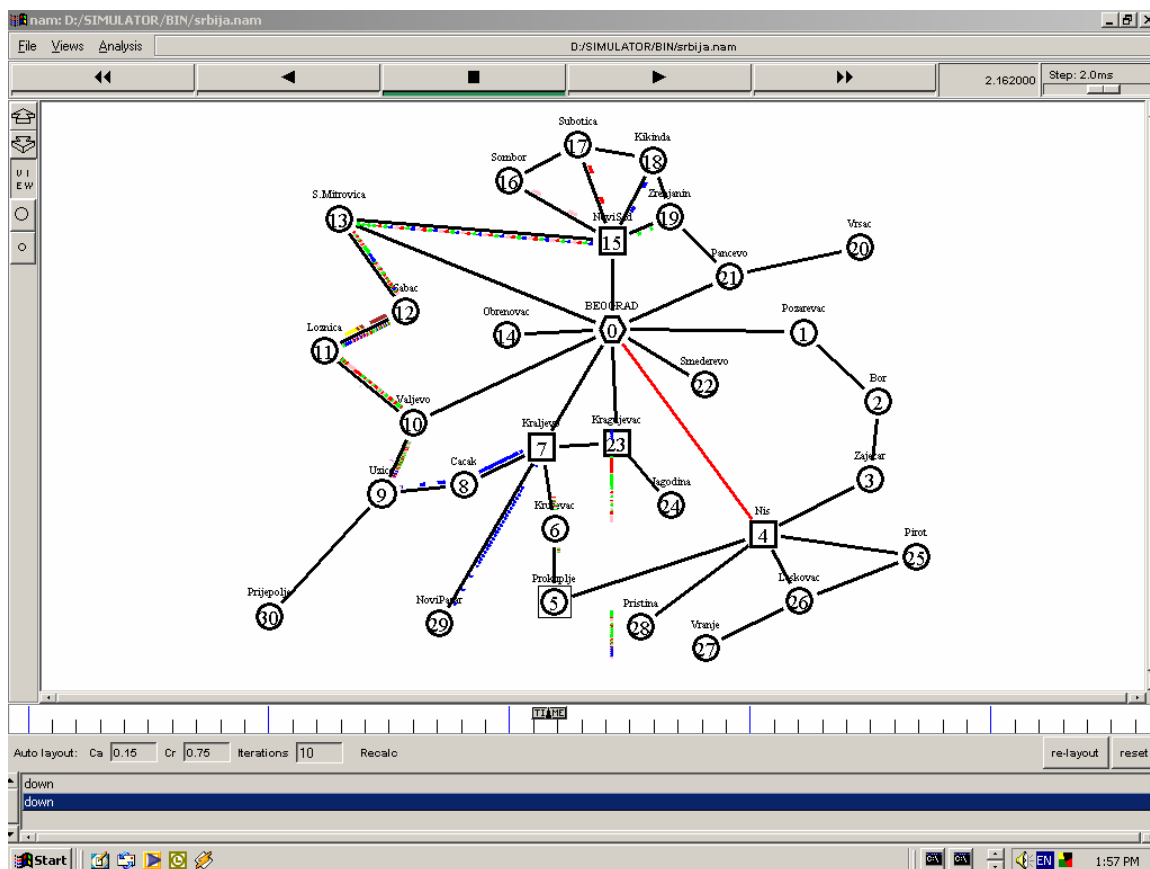 nam: D:/SIMULATOR/BIN/srbija.nam
File Views Analysis D:/SIMULATOR/BIN/srbija.nam
2.162000 Step: 2.0ms
VIEW
Subotica
17
Kikinda
18
Sombor
16
S.Mitrovica
13
Zrenjanin
19
NoviSad
15
Vrsac
20
Pancevo
21
Sabac
12
BEOGRAD
0
Obrenovac
14
Pozarevac
1
Loznica
11
Smederevo
22
Bor
2
Valjevo
10
Kraljevo
7
Kragujevac
23
Zajecar
3
Uzice
9
Cacak
8
Jagodina
24
Krusevac
6
Nis
4
Pirot
25
Prokuplje
5
Leskovac
26
Prijepolje
30
NoviPazar
29
Pristina
28
Vranje
27
TIME
Auto layout: Ca 0.15 Cr 0.75 Iterations 10 Recalc re-layout reset
down
down
Start C:\ C:\ EN 1:57 PM